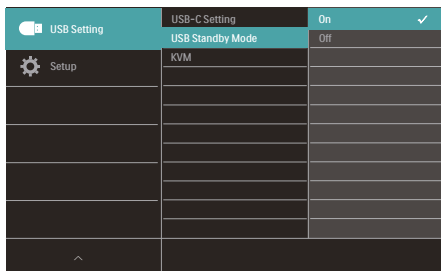 USB Setting
Setup
USB-C Setting
USB Standby Mode
KVM
On
Off